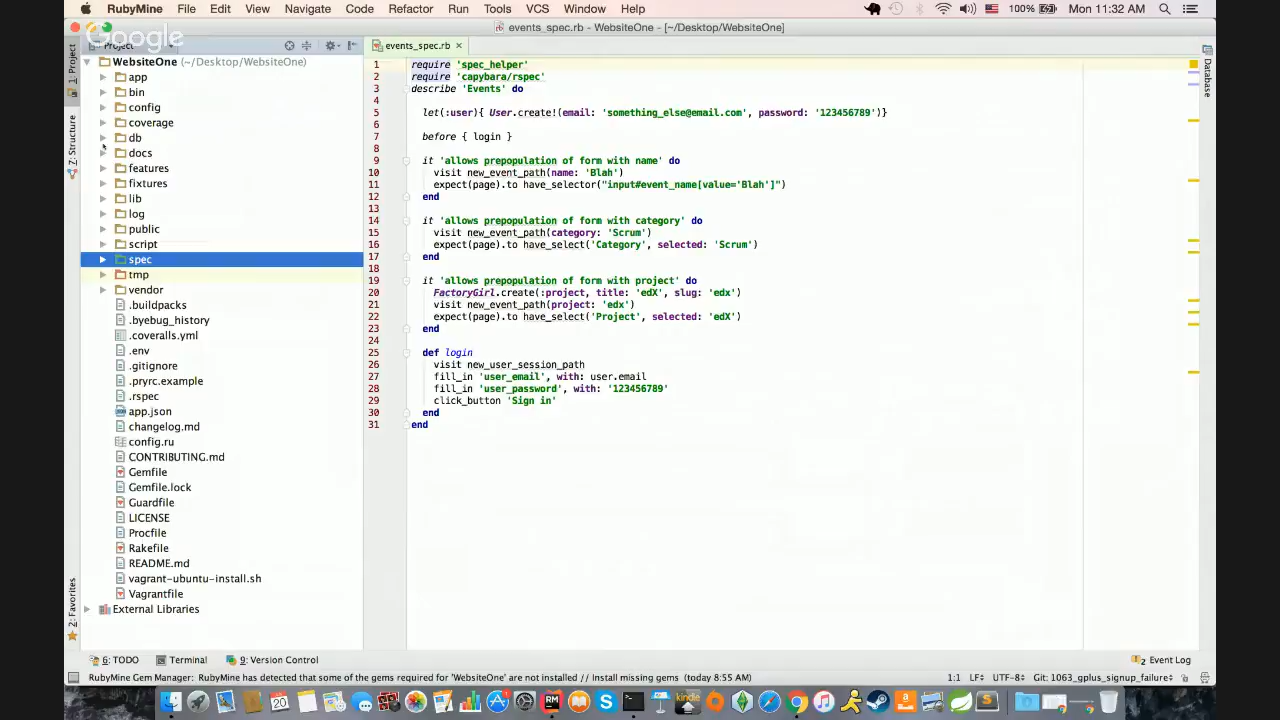 RubyMine File Edit View Navigate Code Refactor Run Tools VCS Window Help 100% Mon 11:32 AM
events_spec.rb - WebsiteOne - [~/Desktop/WebsiteOne]
Google
Project
events_spec.rb
1: Project
Z: Structure
2: Favorites
Database
WebsiteOne (~/Desktop/WebsiteOne)
app
bin
config
coverage
db
docs
features
fixtures
lib
log
public
script
spec
tmp
vendor
.buildpacks
.byebug_history
.coveralls.yml
.env
.gitignore
.pryrc.example
.rspec
app.json
changelog.md
config.ru
CONTRIBUTING.md
Gemfile
Gemfile.lock
Guardfile
LICENSE
Procfile
Rakefile
README.md
vagrant-ubuntu-install.sh
Vagrantfile
External Libraries
1 require 'spec_helper'
2 require 'capybara/rspec'
3 describe 'Events' do
4
5 let(:user){ User.create!(email: 'something_else@email.com', password: '123456789')}
6
7 before { login }
8
9 it 'allows prepopulation of form with name' do
10 visit new_event_path(name: 'Blah')
11 expect(page).to have_selector("input#event_name[value='Blah']")
12 end
13
14 it 'allows prepopulation of form with category' do
15 visit new_event_path(category: 'Scrum')
16 expect(page).to have_select('Category', selected: 'Scrum')
17 end
18
19 it 'allows prepopulation of form with project' do
20 FactoryGirl.create(:project, title: 'edX', slug: 'edx')
21 visit new_event_path(project: 'edx')
22 expect(page).to have_select('Project', selected: 'edX')
23 end
24
25 def login
26 visit new_user_session_path
27 fill_in 'user_email', with: user.email
28 fill_in 'user_password', with: '123456789'
29 click_button 'Sign in'
30 end
31 end
6: TODO Terminal 9: Version Control 2 Event Log
RubyMine Gem Manager: RubyMine has detected that some of the gems required for 'WebsiteOne' are not installed // Install missing gems (today 8:55 AM) 1:1 LF÷ UTF-8÷ Git: 1063_gplus_signup_failure÷
kindle